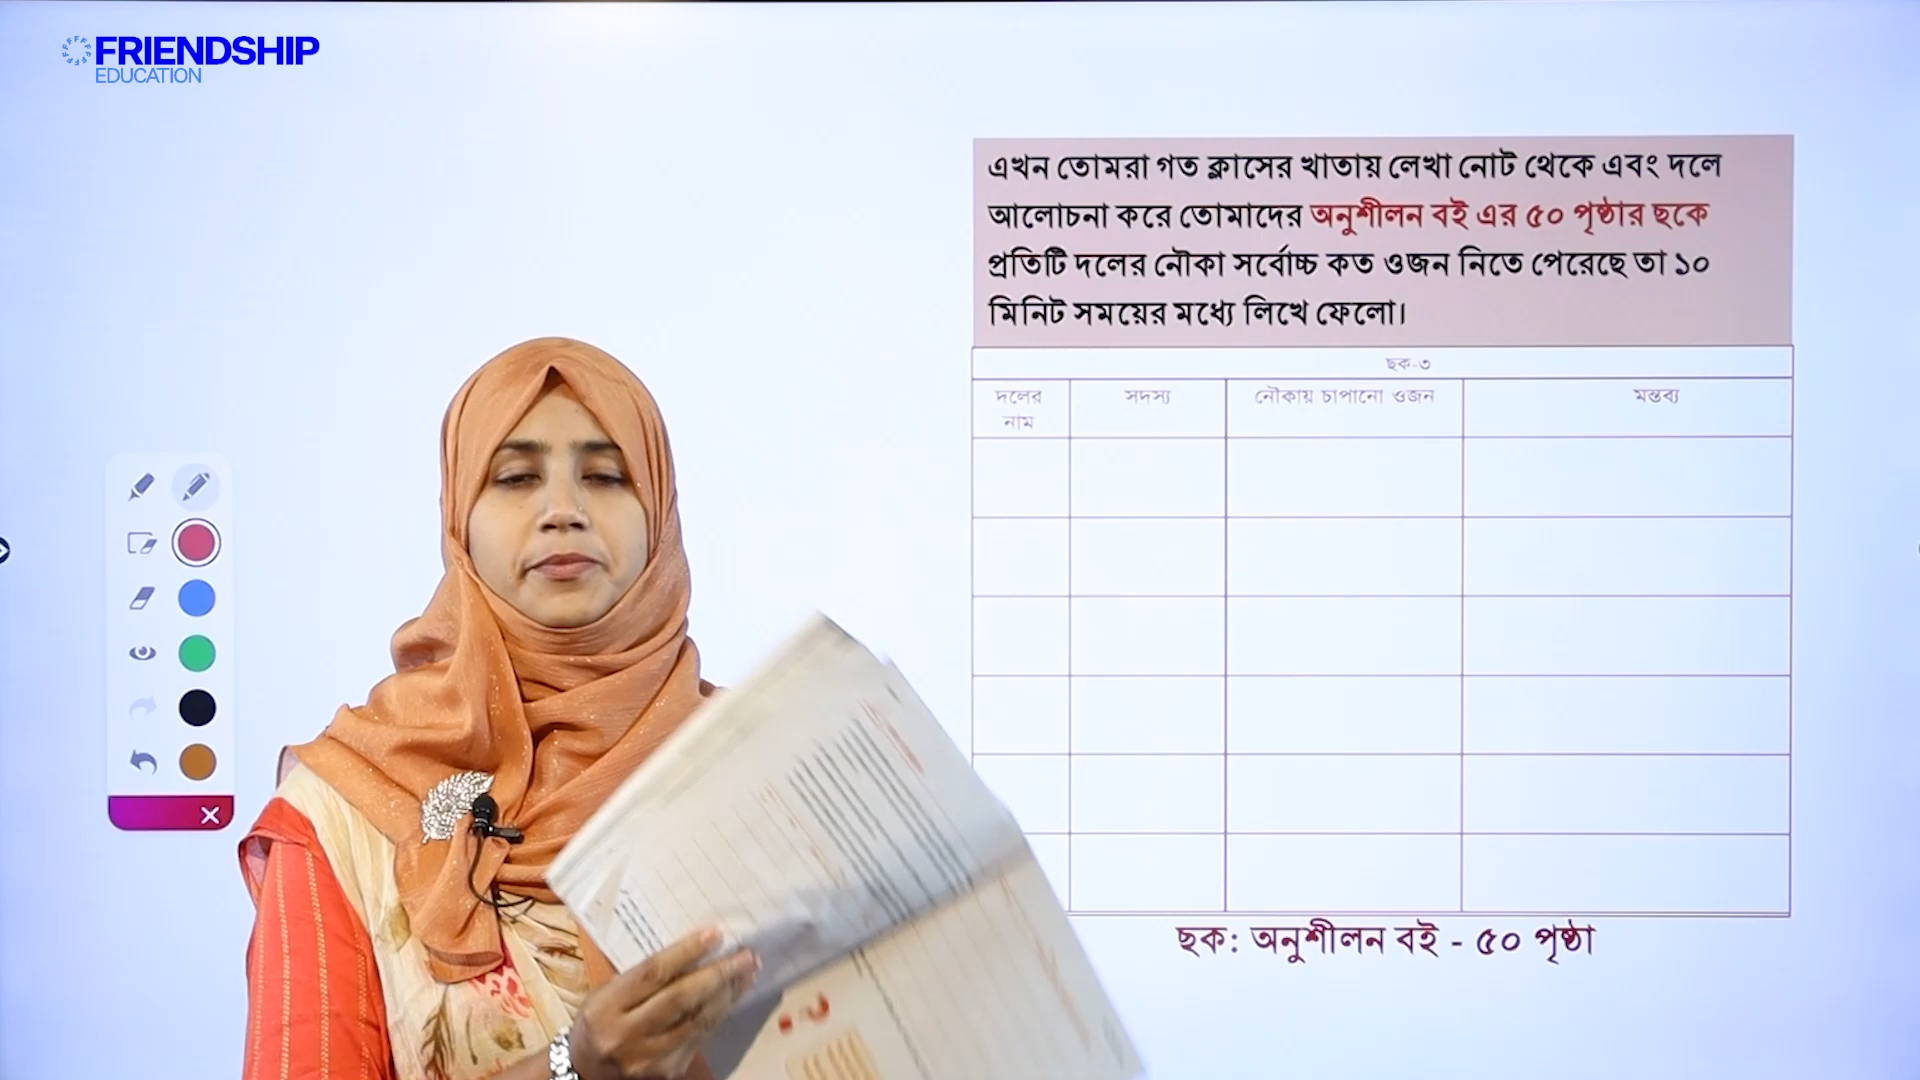 FRIENDSHIP
EDUCATION
এখন তোমরা গত ক্লাসের খাতায় লেখা নোট থেকে এবং দলে
আলোচনা করে তোমাদের অনুশীলন বই এর ৫০ পৃষ্ঠার ছকে
প্রতিটি দলের নৌকা সর্বোচ্চ কত ওজন নিতে পেরেছে তা ১০
মিনিট সময়ের মধ্যে লিখে ফেলো।
ছক-৩
দলের নাম
সদস্য
নৌকায় চাপানো ওজন
মন্তব্য
ছক: অনুশীলন বই - ৫০ পৃষ্ঠা